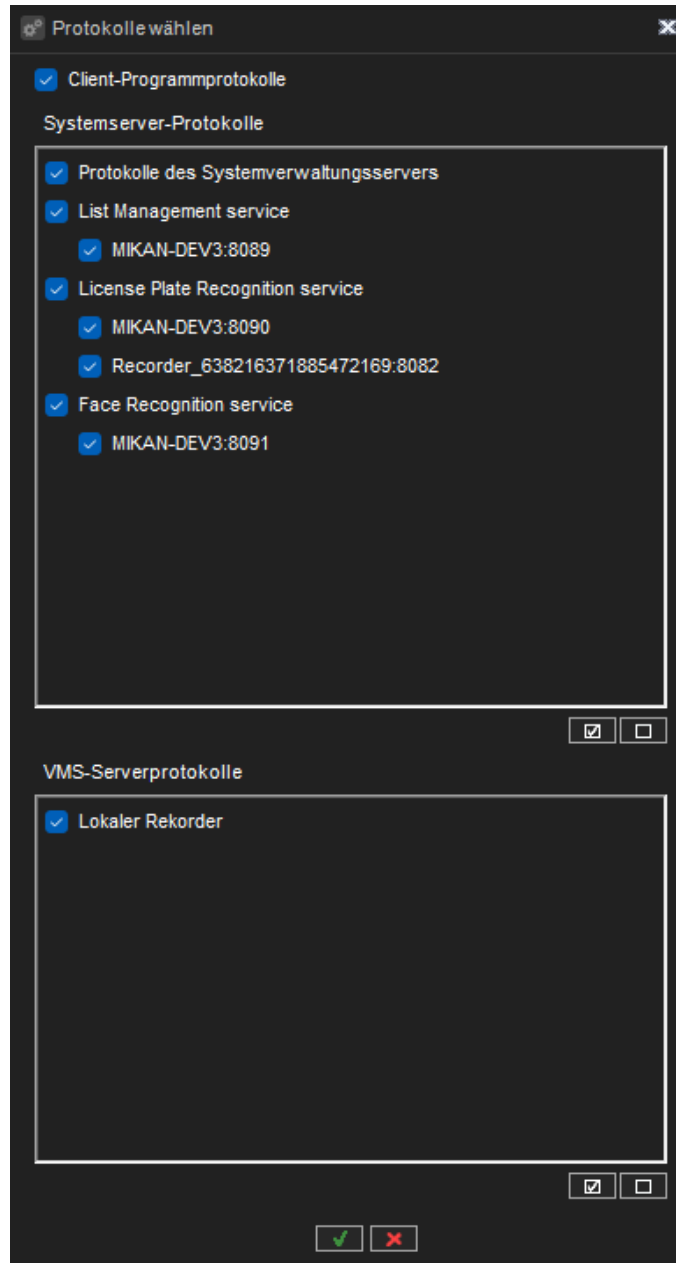 Protokolle wählen
Client-Programmprotokolle
Systemserver-Protokolle
Protokolle des Systemverwaltungsservers
List Management service
MIKAN-DEV3:8089
License Plate Recognition service
MIKAN-DEV3:8090
Recorder_638216371885472169:8082
Face Recognition service
MIKAN-DEV3:8091
VMS-Serverprotokolle
Lokaler Rekorder